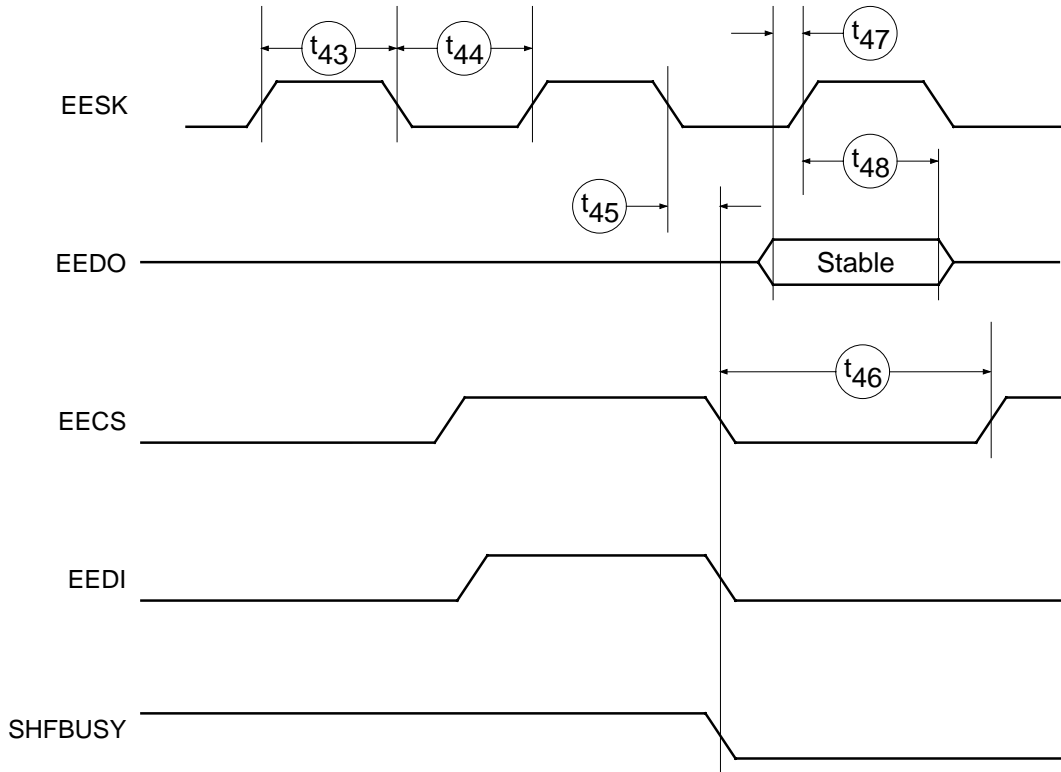 t43
t44
t47
EESK
t48
t45
EEDO
Stable
t46
EECS
EEDI
SHFBUSY